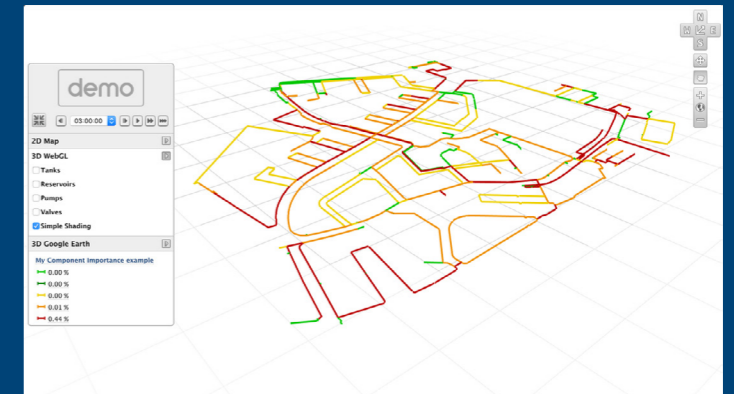 demo
03:00:00
2D Map
3D WebGL
Tanks
Reservoirs
Pumps
Valves
Simple Shading
3D Google Earth
My Component Importance example
0.00 %
0.00 %
0.00 %
0.01 %
0.44 %
N
E
S